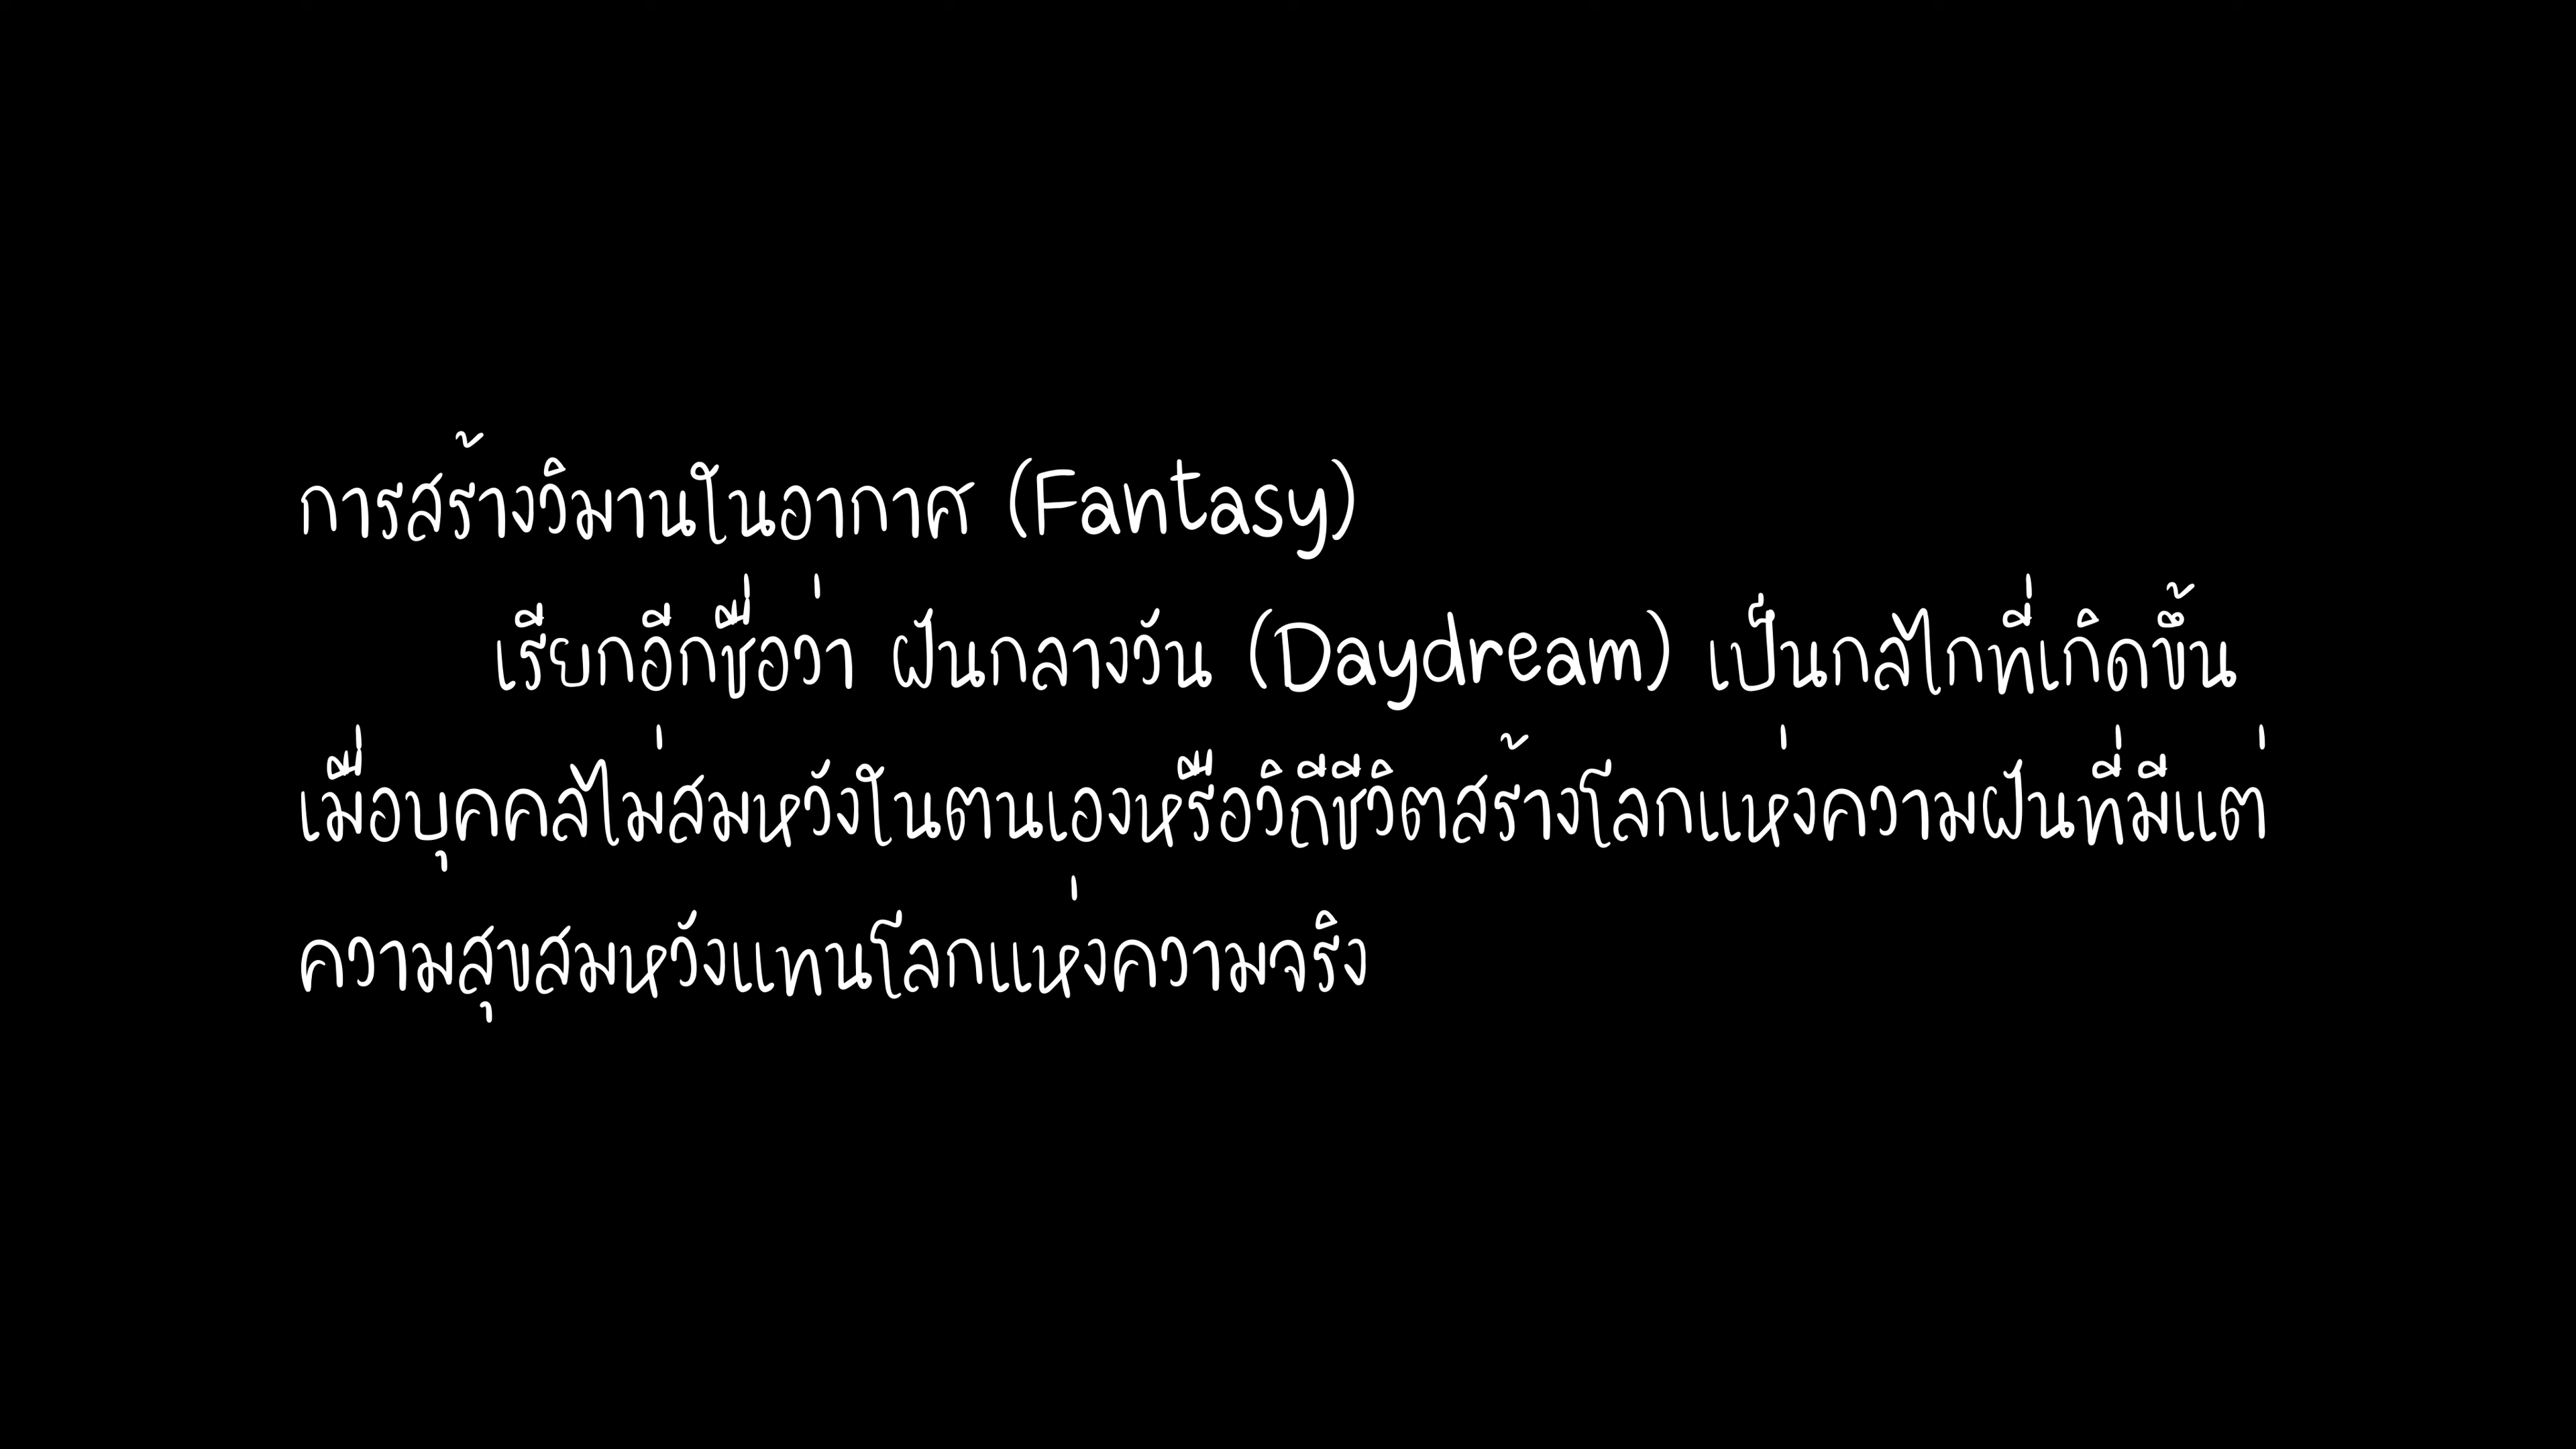 การสร้างวิมานในอากาศ (Fantasy)
เรียกอีกชื่อว่า ฝันกลางวัน (Daydream) เป็นกลไกที่เกิดขึ้น
เมื่อบุคคลไม่สมหวังในตนเองหรือวิถีชีวิตสร้างโลกแห่งความฝันที่มีแต่
ความสุขสมหวังแทนโลกแห่งความจริง